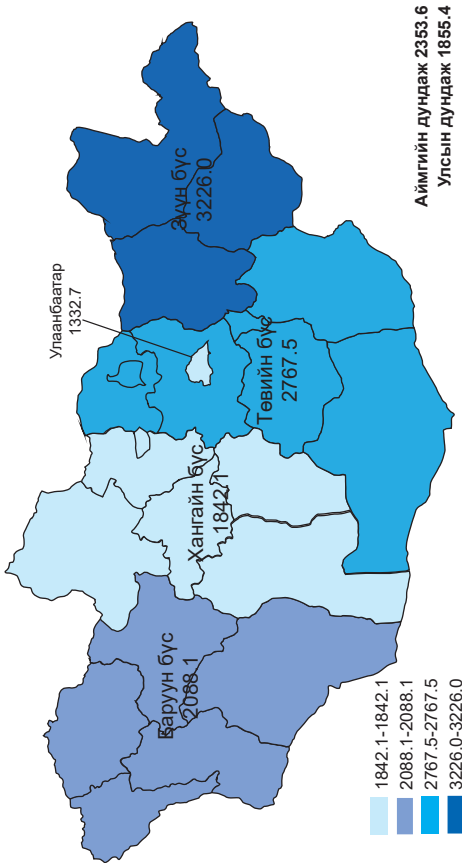 Улаанбаатар
1332.7
Зүүн бүс
3226.0
Төвийн бүс
2767.5
Хангайн бүс
1842.1
Баруун бүс
2088.1
1842.1-1842.1
2088.1-2088.1
2767.5-2767.5
3226.0-3226.0
Аймгийн дундаж 2353.6
Улсын дундаж 1855.4